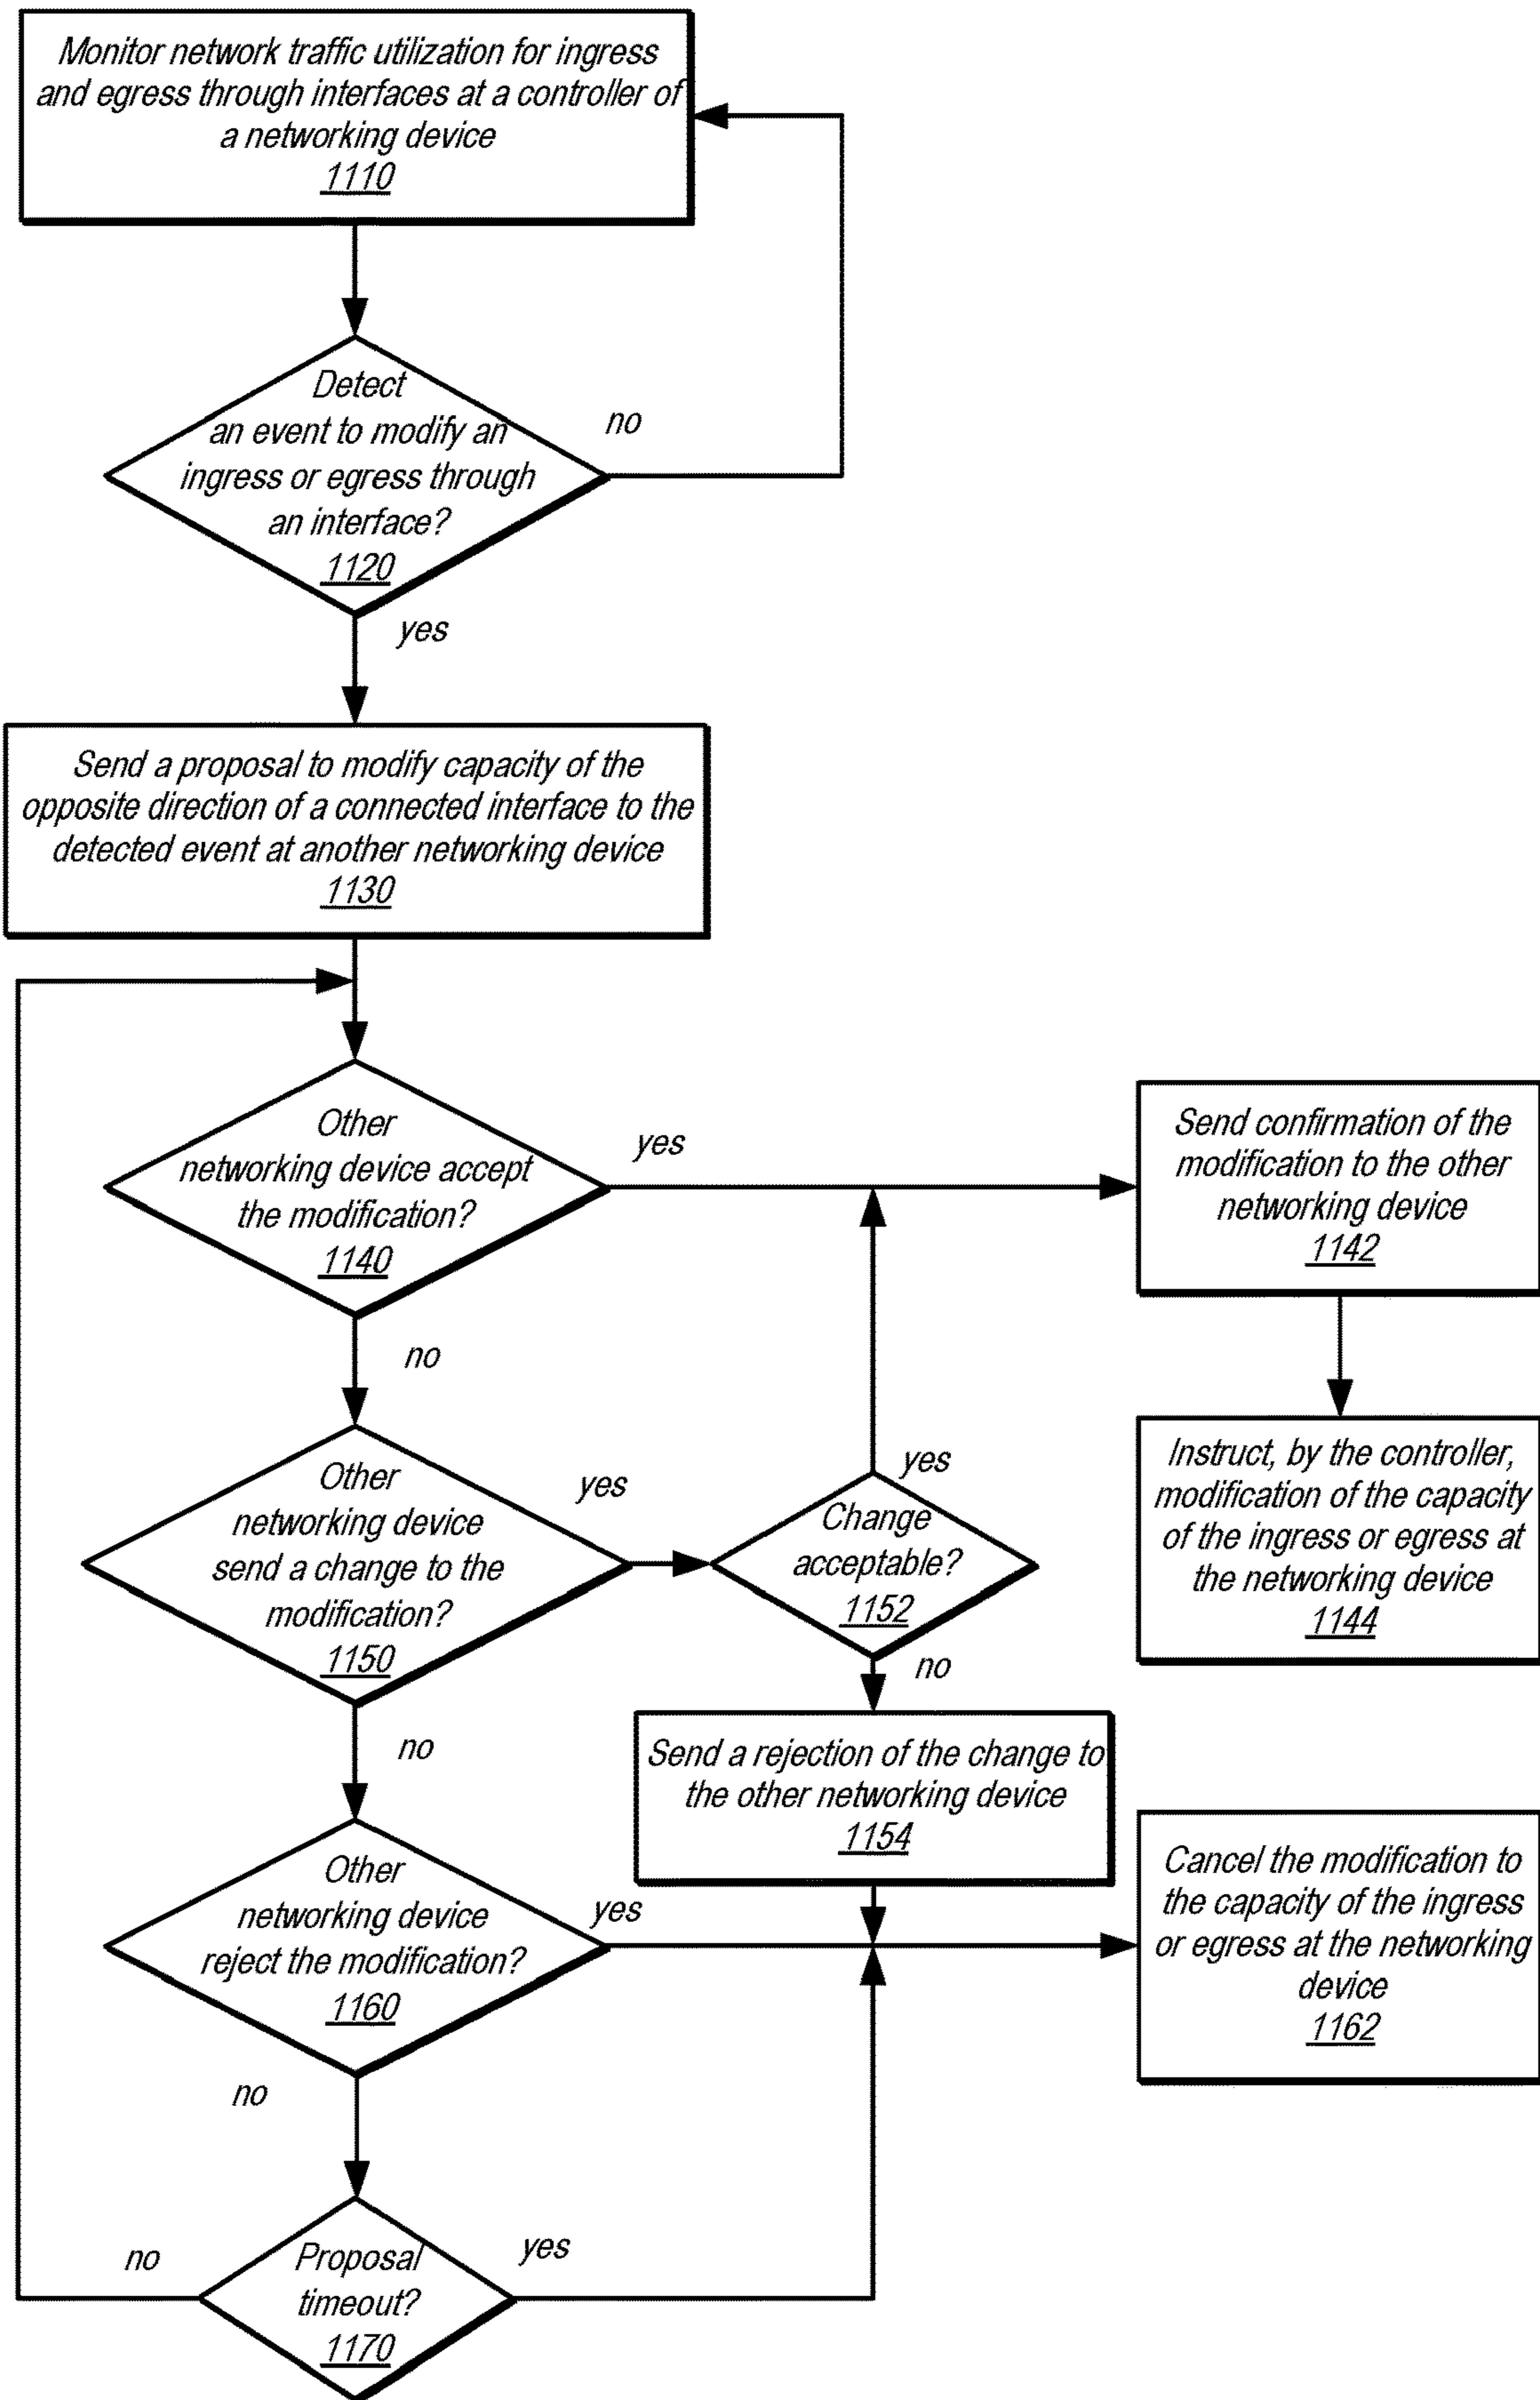 Monitor network traffic utilization for ingress
and egress through interfaces at a controller of
a networking device
1110
Detect
an event to modify an
ingress or egress through
an interface?
1120
no
yes
Send a proposal to modify capacity of the
opposite direction of a connected interface to the
detected event at another networking device
1130
Other
networking device accept
the modification?
1140
yes
no
Send confirmation of the
modification to the other
networking device
1142
Instruct, by the controller,
modification of the capacity
of the ingress or egress at
the networking device
1144
Other
networking device
send a change to the
modification?
1150
yes
no
Change
acceptable?
1152
yes
no
Send a rejection of the change to
the other networking device
1154
Other
networking device
reject the modification?
1160
yes
no
Cancel the modification to
the capacity of the ingress
or egress at the networking
device
1162
Proposal
timeout?
1170
no
yes